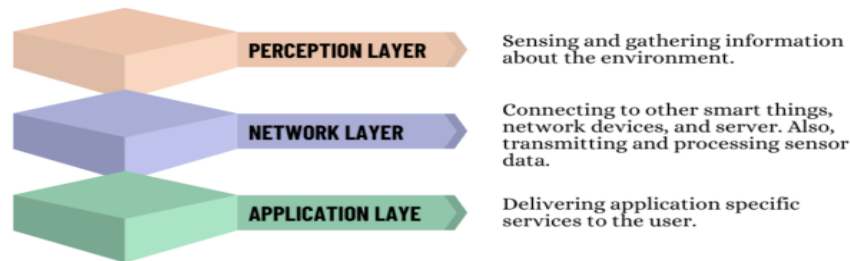 PERCEPTION LAYER
Sensing and gathering information
about the environment.
NETWORK LAYER
Connecting to other smart things,
network devices, and server. Also,
transmitting and processing sensor
data.
APPLICATION LAYE
Delivering application specific
services to the user.